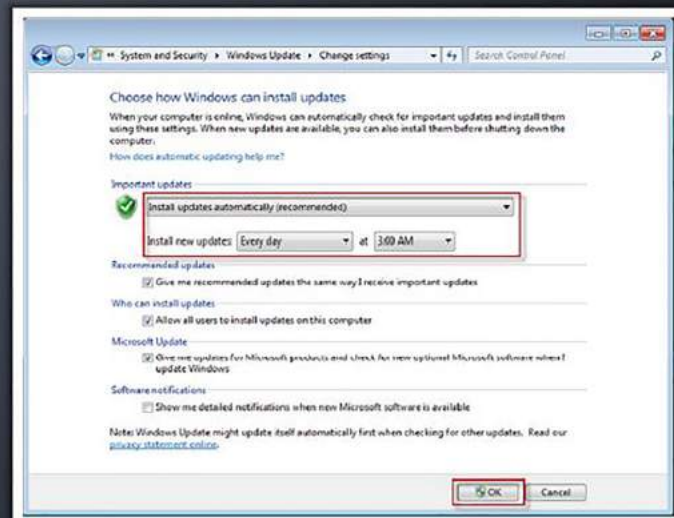 System and Security ▸ Windows Update ▸ Change settings
Search Control Panel
Choose how Windows can install updates
When your computer is online, Windows can automatically check for important updates and install them
using these settings. When new updates are available, you can also install them before shutting down the
computer.
How does automatic updating help me?
Important updates
Install updates automatically (recommended)
Install new updates: Every day at 3:00 AM
Recommended updates
Give me recommended updates the same way I receive important updates
Who can install updates
Allow all users to install updates on this computer
Microsoft Update
Give me updates for Microsoft products and check for new optional Microsoft software when I
update Windows
Software notifications
Show me detailed notifications when new Microsoft software is available
Note: Windows Update might update itself automatically first when checking for other updates. Read our
privacy statement online.
OK
Cancel